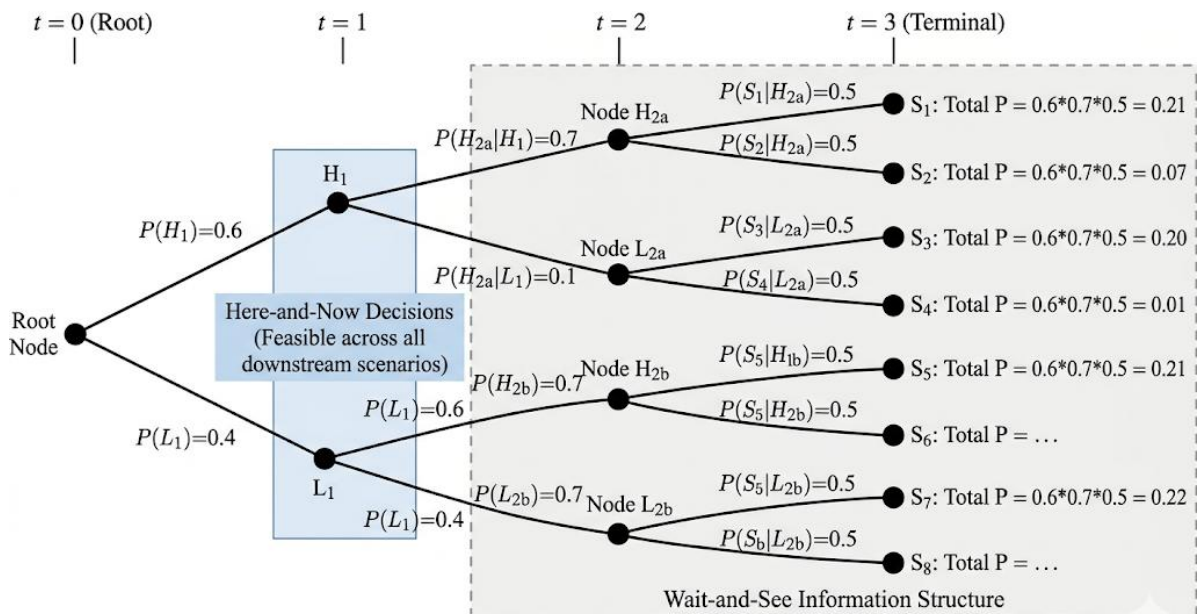 t = 0 (Root)
t = 1
t = 2
t = 3 (Terminal)
P(S₁|H₂ₐ)=0.5
S₁: Total P = 0.6*0.7*0.5 = 0.21
Node H₂ₐ
P(H₂ₐ|H₁)=0.7
P(S₂|H₂ₐ)=0.5
S₂: Total P = 0.6*0.7*0.5 = 0.07
H₁
P(H₁)=0.6
P(S₃|L₂ₐ)=0.5
S₃: Total P = 0.6*0.7*0.5 = 0.20
Node L₂ₐ
P(H₂ₐ|L₁)=0.1
P(S₄|L₂ₐ)=0.5
S₄: Total P = 0.6*0.7*0.5 = 0.01
Root
Node
Here-and-Now Decisions
(Feasible across all
downstream scenarios)
P(S₅|H₁b)=0.5
S₅: Total P = 0.6*0.7*0.5 = 0.21
Node H₂b
P(H₂b)=0.7
P(L₁)=0.6
P(S₅|H₂b)=0.5
S₆: Total P = …
P(L₁)=0.4
L₁
P(S₅|L₂b)=0.5
S₇: Total P = 0.6*0.7*0.5 = 0.22
P(L₂b)=0.7
Node L₂b
P(L₁)=0.4
P(Sb|L₂b)=0.5
S₈: Total P = …
Wait-and-See Information Structure